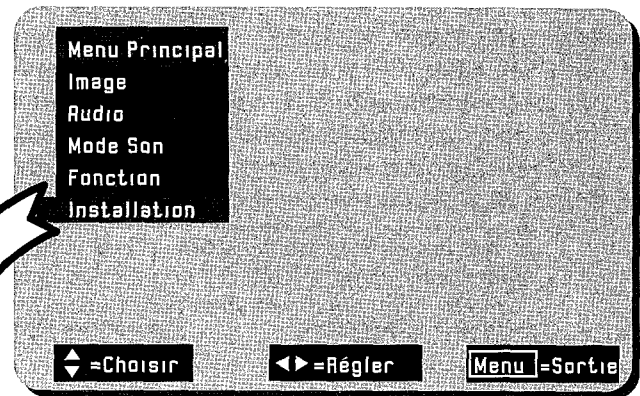 Menu Principal
Image
Audio
Mode Son
Fonction
Installation
=Choisir
=Régler
Menu =Sortie